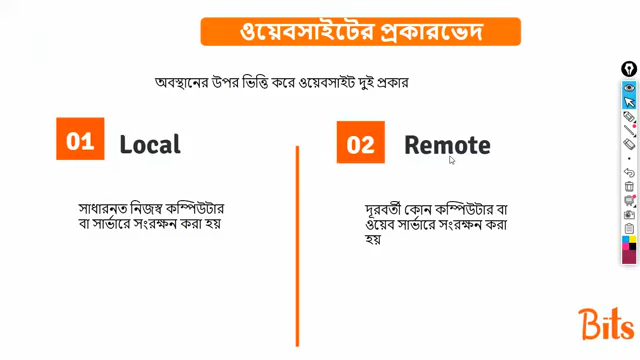 ওয়েবসাইটের প্রকারভেদ
অবস্থানের উপর ভিত্তি করে ওয়েবসাইট দুই প্রকার
01 Local
সাধারনত নিজস্ব কম্পিউটার
বা সার্ভারে সংরক্ষন করা হয়
02 Remote
দূরবর্তী কোন কম্পিউটার বা
ওয়েব সার্ভারে সংরক্ষন করা
হয়
Bits